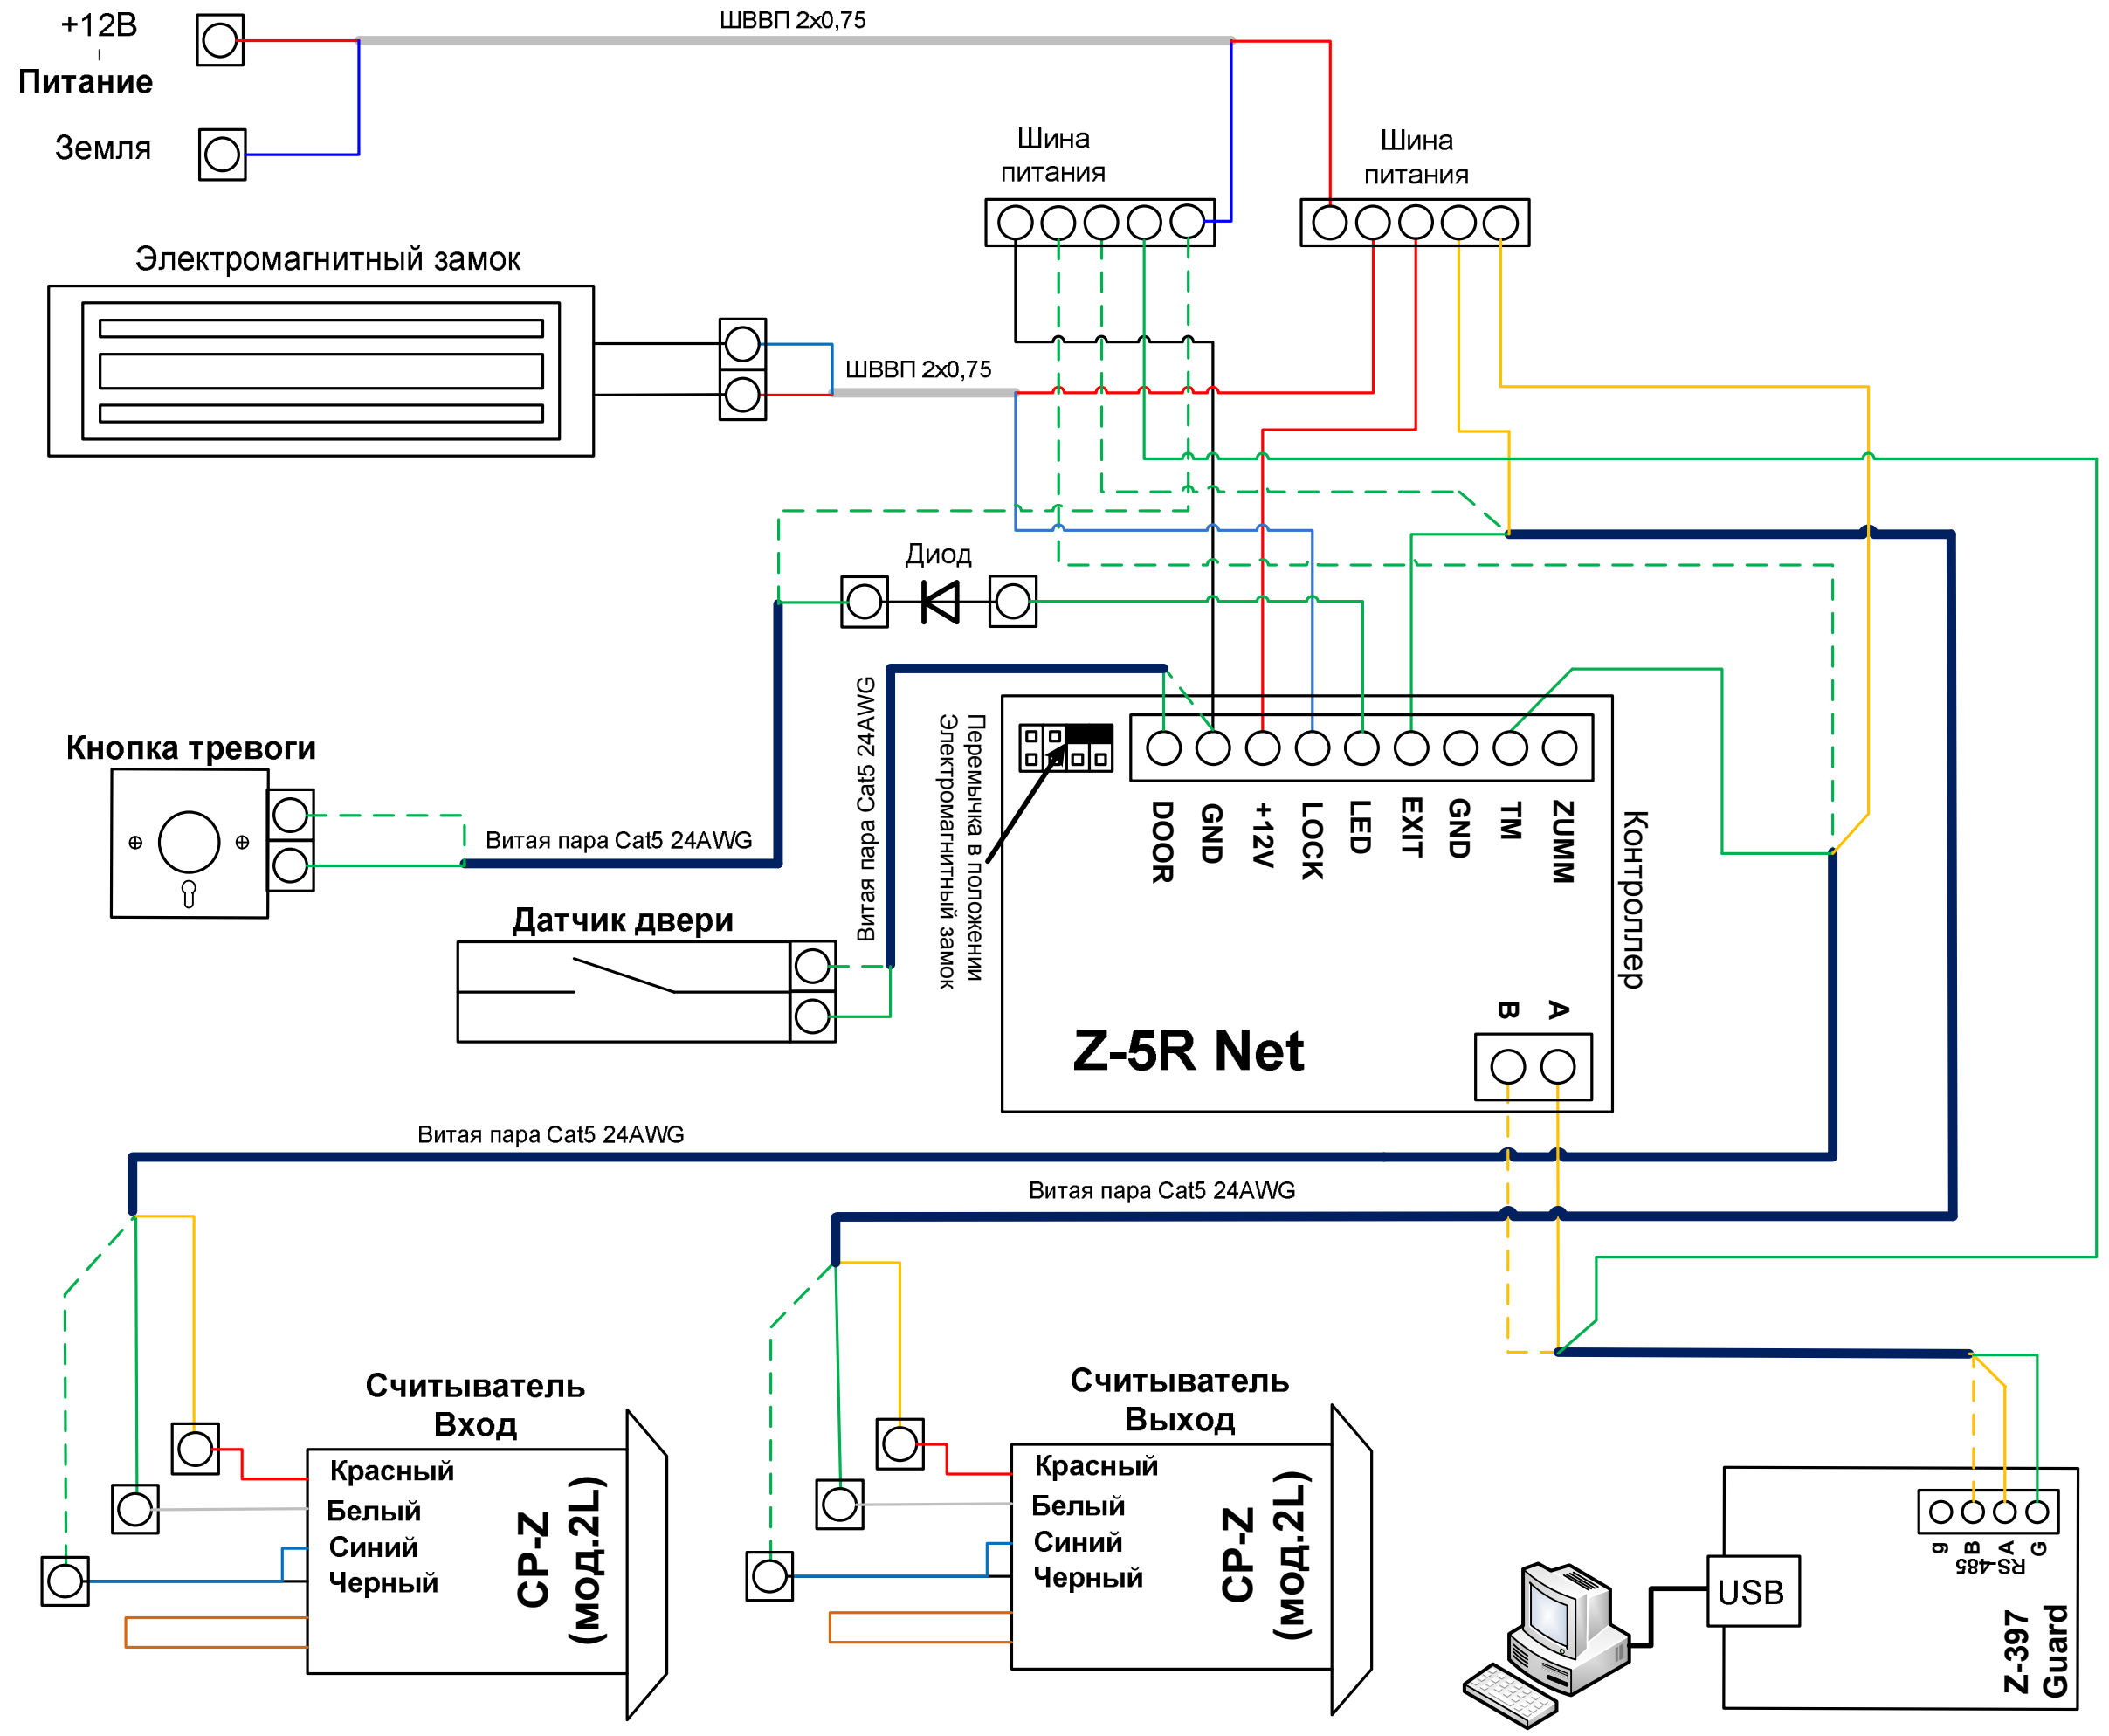 +12В
Питание
Земля
ШВВП 2х0,75
Шина
питания
Шина
питания
Электромагнитный замок
ШВВП 2х0,75
Диод
Кнопка тревоги
Витая пара Cat5 24AWG
Датчик двери
Витая пара Cat5 24AWG
Перемычка в положении
Электромагнитный замок
DOOR
GND
+12V
LOCK
LED
EXIT
GND
TM
ZUMM
Контроллер
B
A
Z-5R Net
Витая пара Cat5 24AWG
Витая пара Cat5 24AWG
Считыватель
Вход
Красный
Белый
Синий
Черный
CP-Z
(мод.2L)
Считыватель
Выход
Красный
Белый
Синий
Черный
CP-Z
(мод.2L)
USB
g
B
A
G
RS-485
Z-397
Guard